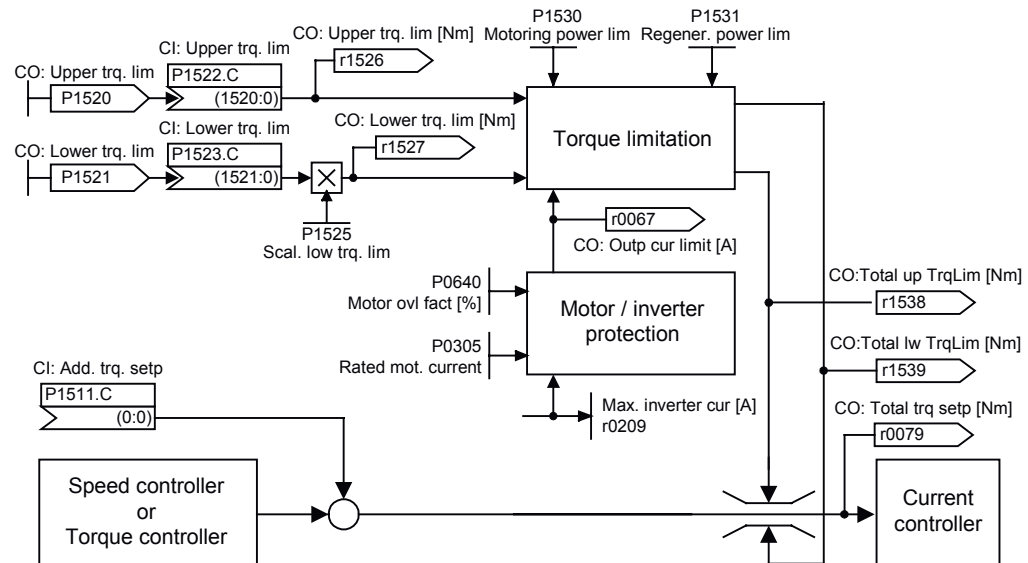 P1530
Motoring power lim
P1531
Regener. power lim
CO: Upper trq. lim [Nm]
r1526
CI: Upper trq. lim
P1522.C
(1520:0)
CO: Upper trq. lim
P1520
CI: Lower trq. lim
P1523.C
(1521:0)
CO: Lower trq. lim
P1521
CO: Lower trq. lim [Nm]
r1527
P1525
Scal. low trq. lim
Torque limitation
r0067
CO: Outp cur limit [A]
P0640
Motor ovl fact [%]
P0305
Rated mot. current
Motor / inverter
protection
Max. inverter cur [A]
r0209
CO:Total up TrqLim [Nm]
r1538
CO:Total lw TrqLim [Nm]
r1539
CO: Total trq setp [Nm]
r0079
CI: Add. trq. setp
P1511.C
(0:0)
Speed controller
or
Torque controller
Current
controller